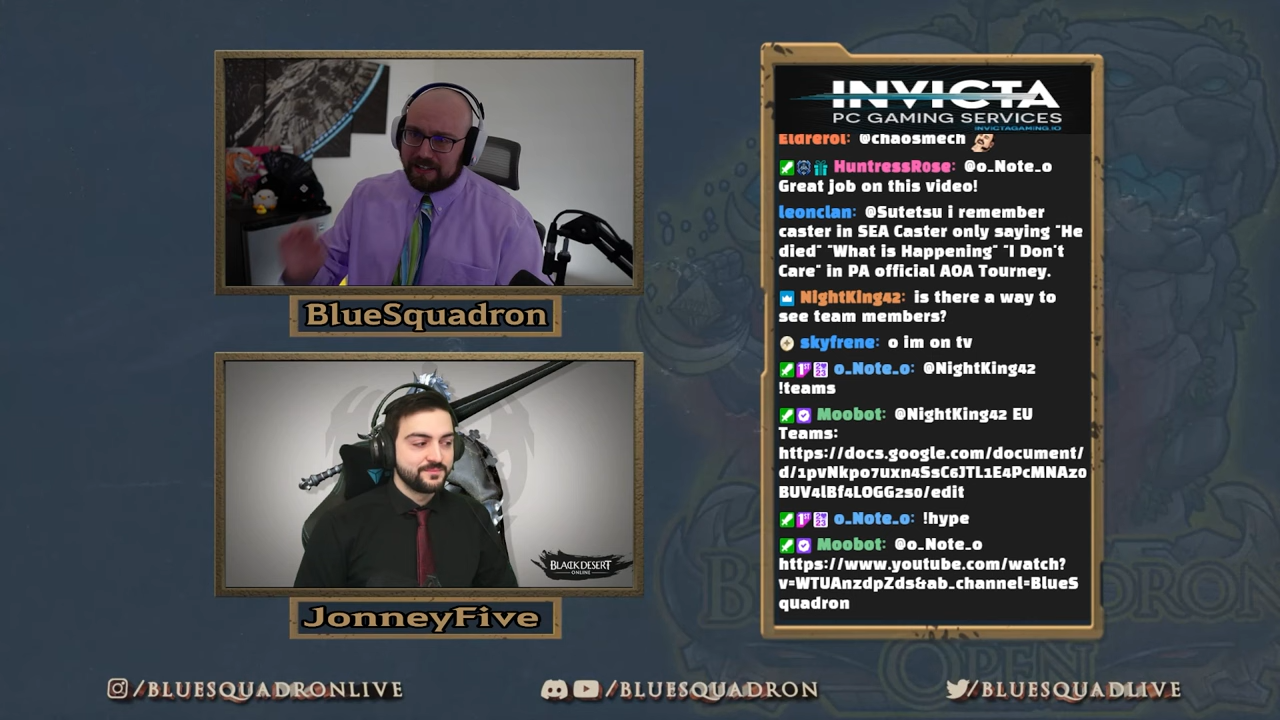 BlueSquadron
BLACK DESERT
ONLINE
JonneyFive
INVICTA
PC GAMING SERVICES
INVICTAGAMING.IO
Eldrerol: @chaosmech
HuntressRose: @o_Note_o
Great job on this video!
leonclan: @Sutetsu i remember
caster in SEA Caster only saying "He
died" "What is Happening" "I Don't
Care" in PA official AOA Tourney.
NightKing42: is there a way to
see team members?
skyfrene: o im on tv
o_Note_o: @NightKing42
!teams
Moobot: @NightKing42 EU
Teams:
https://docs.google.com/document/
d/1pvNkpo7uxn4SsC6JTL1E4PcMNAz0
BUV4lBf4LOGG2s0/edit
o_Note_o: !hype
Moobot: @o_Note_o
https://www.youtube.com/watch?
v=WTUAnzdpZds&ab_channel=BlueS
quadron
OPEN
/BLUESQUADRONLIVE
/BLUESQUADRON
/BLUESQUADLIVE